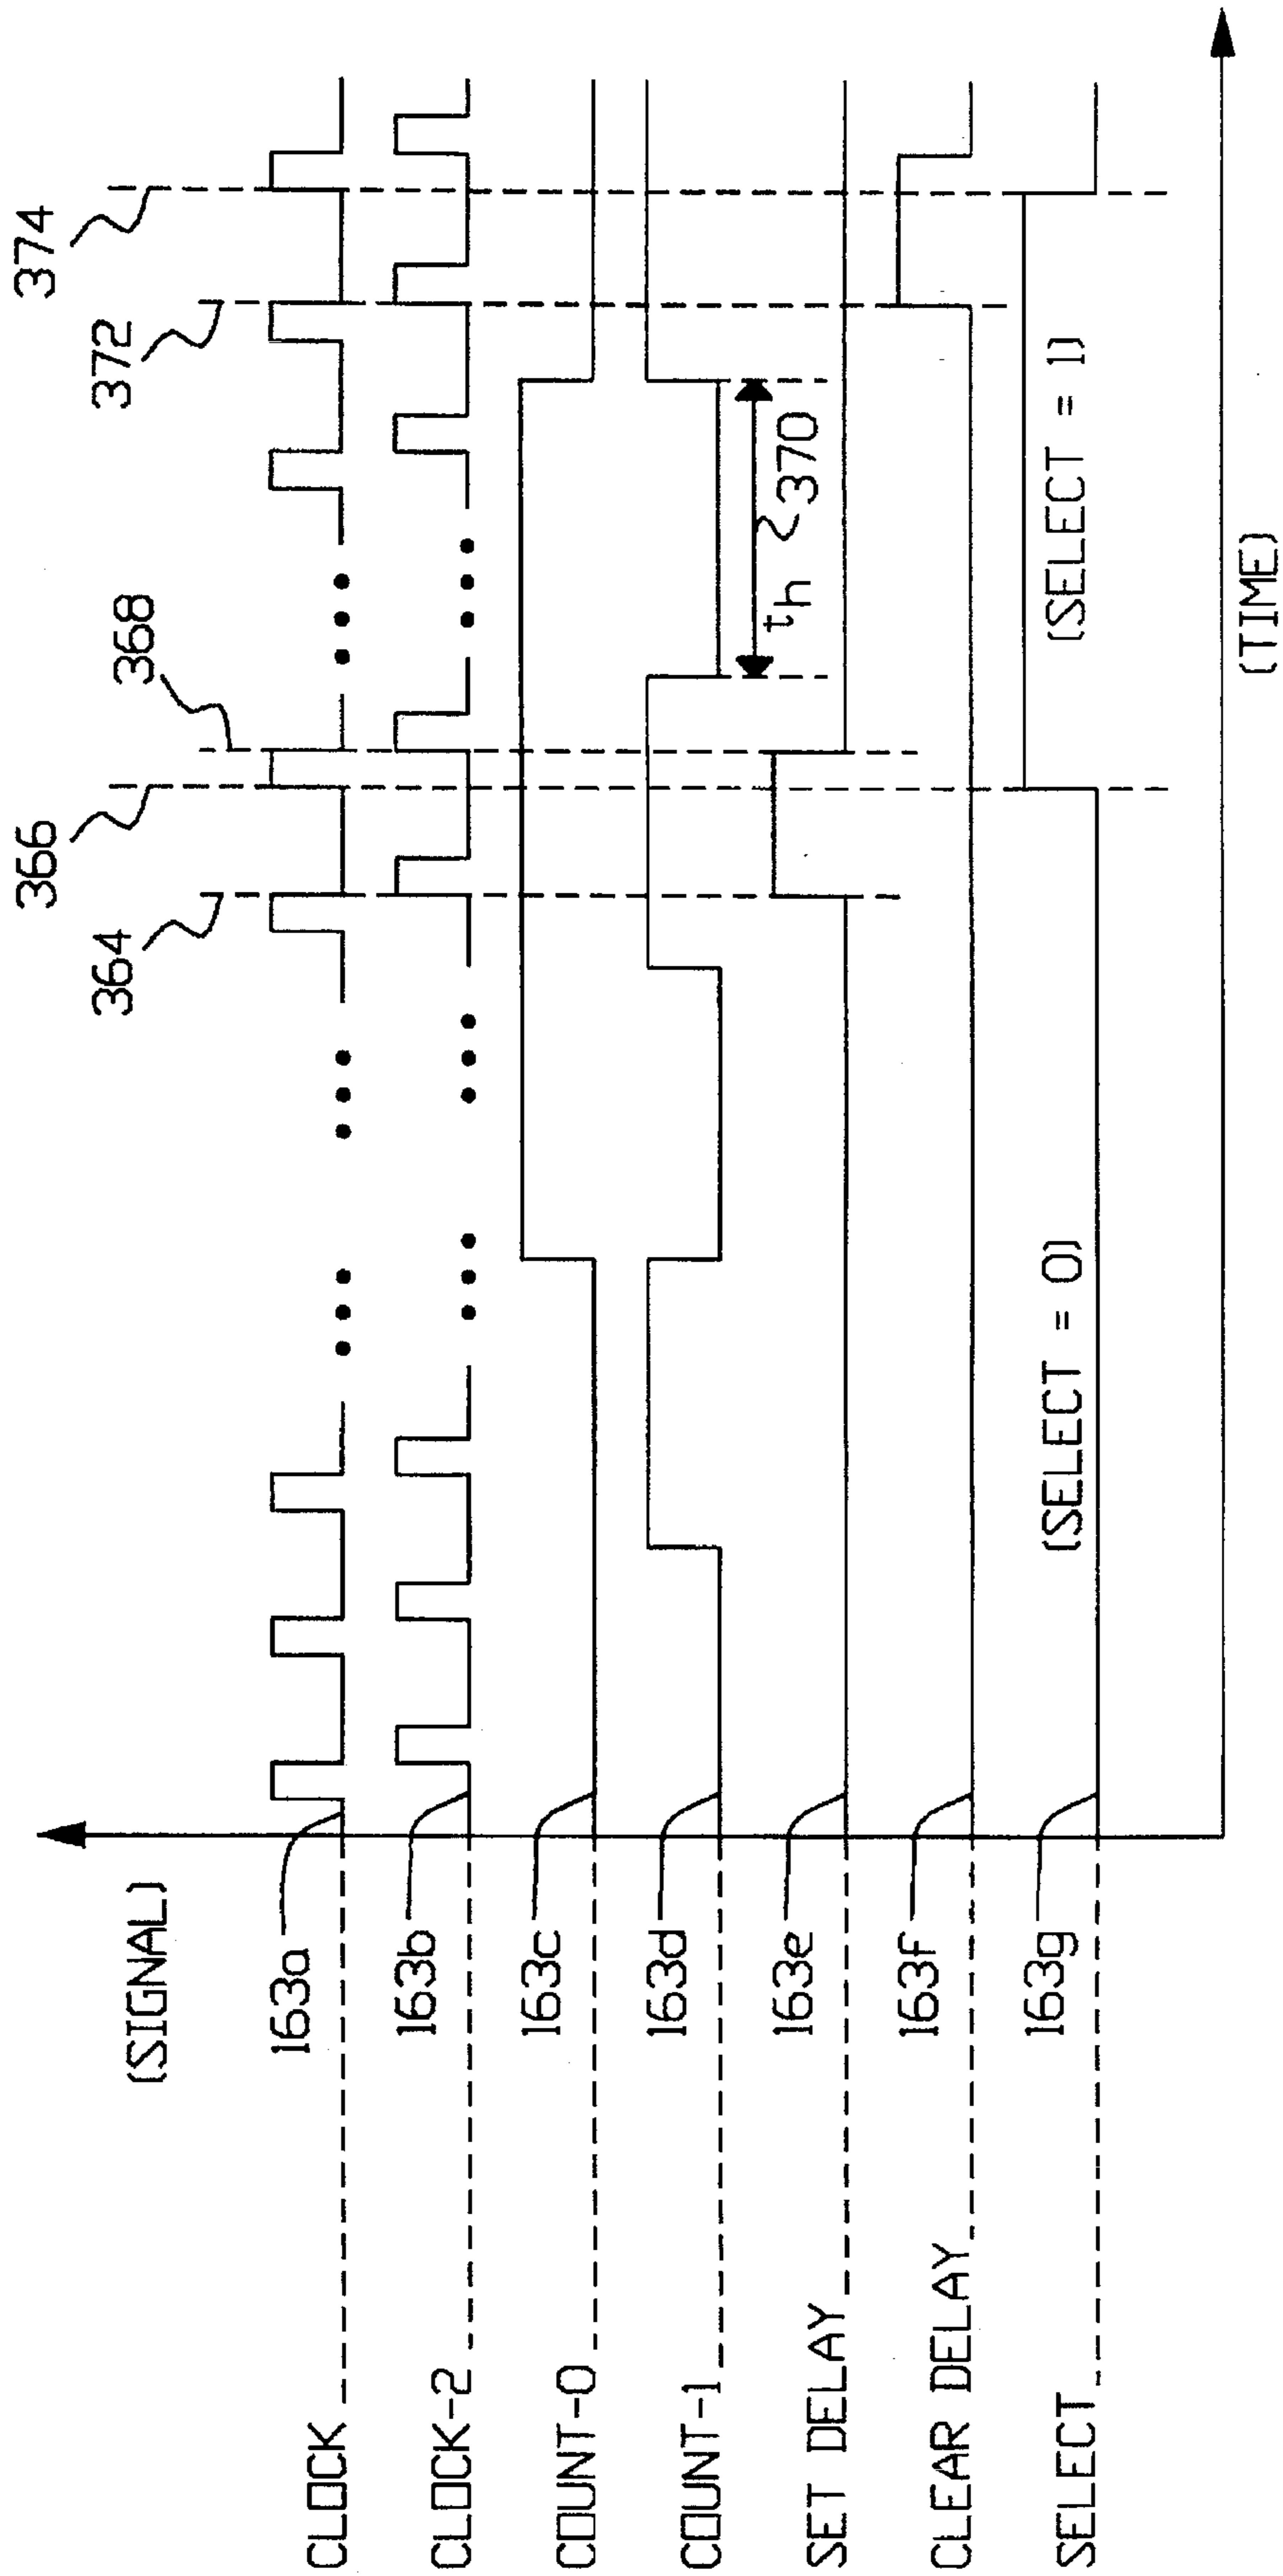 (SIGNAL)
364
366
368
372
374
CLOCK
163a
CLOCK-2
163b
COUNT-0
163c
COUNT-1
163d
th
370
SET DELAY
163e
CLEAR DELAY
163f
SELECT
163g
(SELECT = 0)
(SELECT = 1)
(TIME)